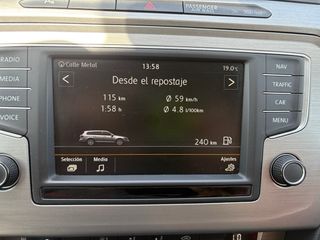 PASSENGER
Calle Metal
13:58
19.0°C
RADIO
MEDIA
PHONE
VOICE
Desde el repostaje
115 km
Ø 59 km/h
1:58 h
Ø 4.8 l/100km
240 km
Selección
Media
Ajustes
NAV
TRAFFIC
CAR
MENU